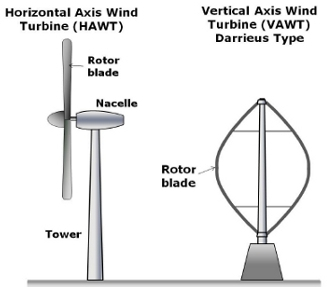 Horizontal Axis Wind
Turbine (HAWT)
Rotor
blade
Nacelle
Tower
Vertical Axis Wind
Turbine (VAWT)
Darrieus Type
Rotor
blade